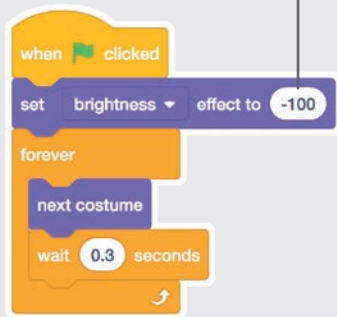 when clicked
set brightness effect to -100
forever
next costume
wait 0.3 seconds